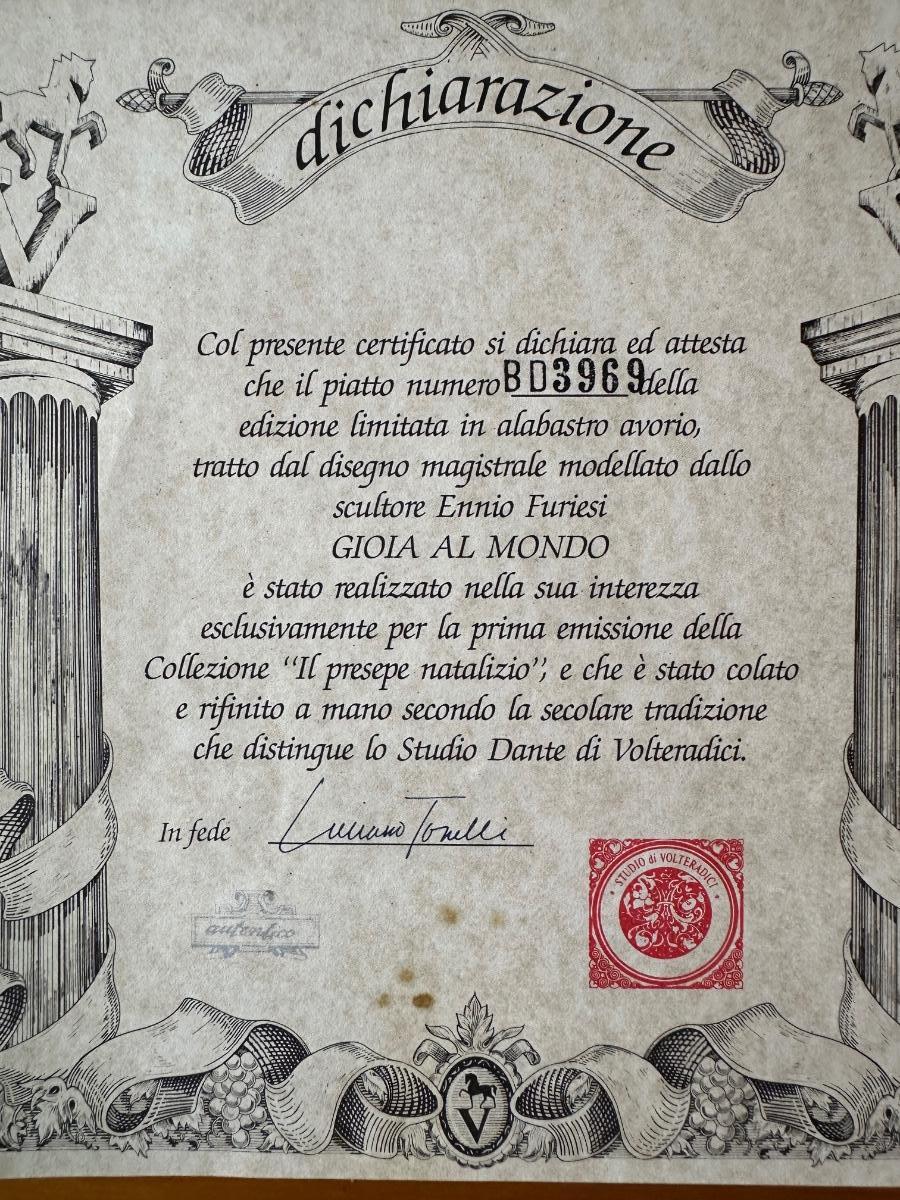 dichiarazione
Col presente certificato si dichiara ed attesta
che il piatto numero BD3969 della
edizione limitata in alabastro avorio,
tratto dal disegno magistrale modellato dallo
scultore Ennio Furiesi
GIOIA AL MONDO
è stato realizzato nella sua interezza
esclusivamente per la prima emissione della
Collezione "Il presepe natalizio", e che è stato colato
e rifinito a mano secondo la secolare tradizione
che distingue lo Studio Dante di Volteradici.
In fede Luciano Tonelli
autentico
STUDIO di VOLTERADICI
V